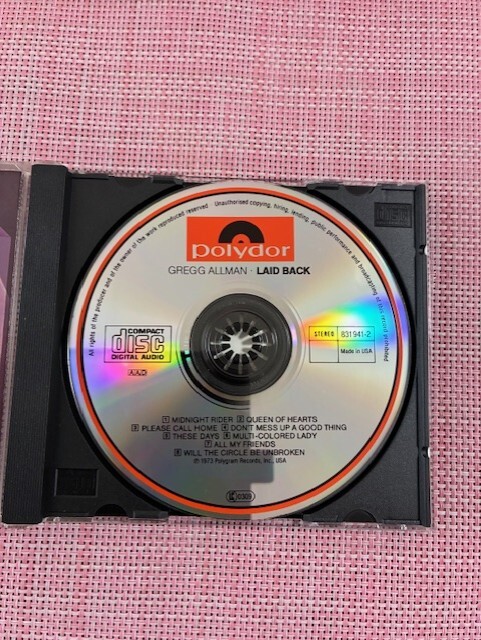 All rights of the producer and of the owner of the work reproduced reserved · Unauthorised copying, hiring, lending, public performance and broadcasting of this record prohibited
Polydor
GREGG ALLMAN · LAID BACK
COMPACT
disc
DIGITAL AUDIO
AAD
STEREO 831 941-2
Made in USA
1 MIDNIGHT RIDER 2 QUEEN OF HEARTS
3 PLEASE CALL HOME 4 DON'T MESS UP A GOOD THING
5 THESE DAYS 6 MULTI-COLORED LADY
7 ALL MY FRIENDS
8 WILL THE CIRCLE BE UNBROKEN
℗ 1973 Polygram Records, Inc., USA